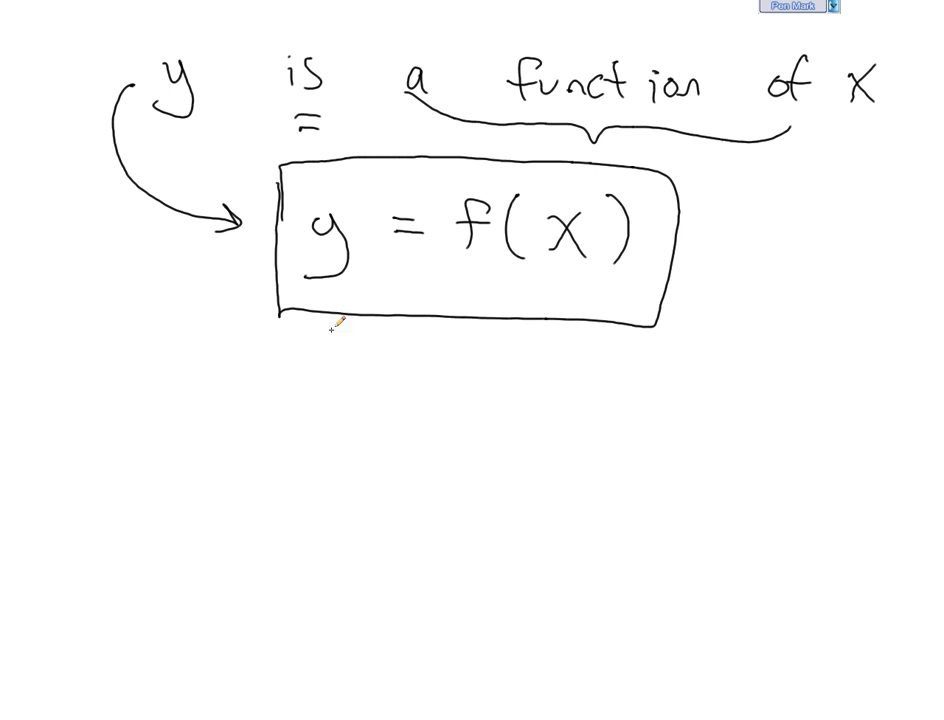 Pen Mark
y is a function of x
=
y = f(x)